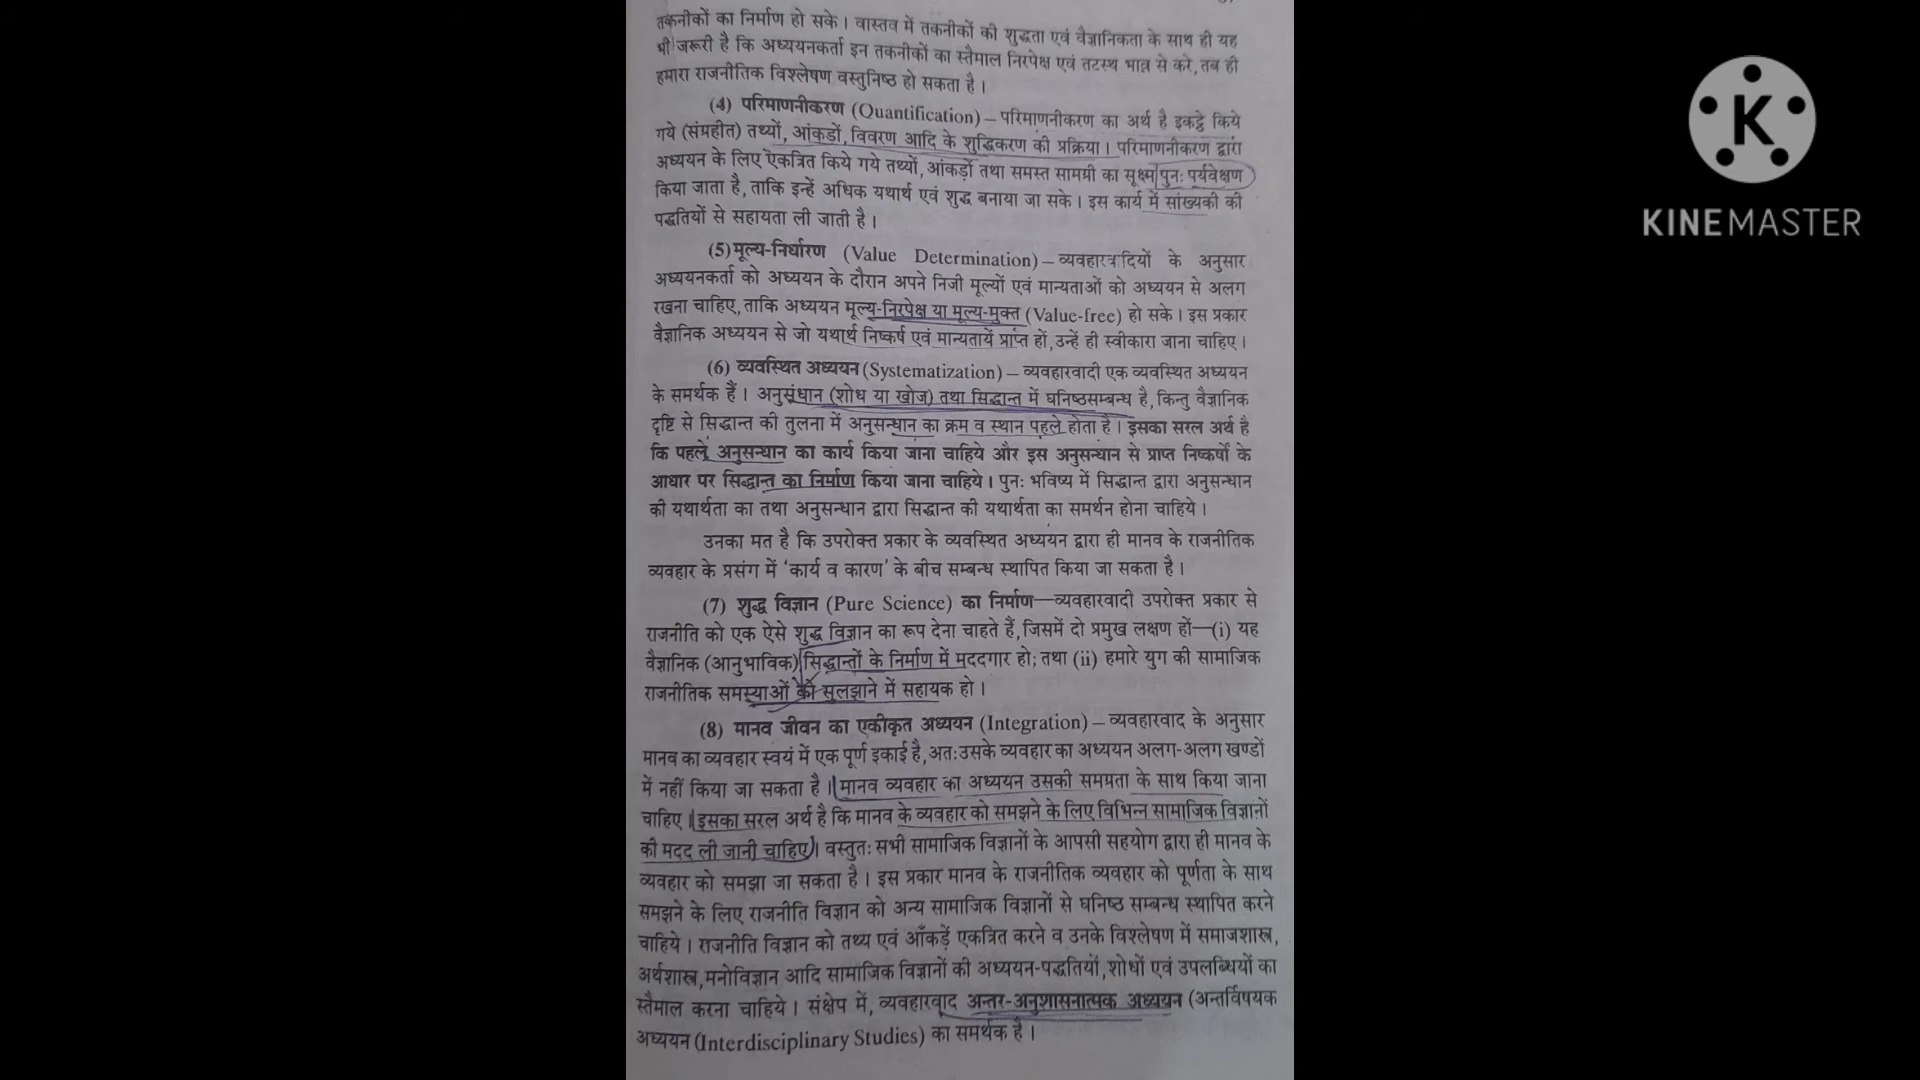 तकनीकों का निर्माण हो सके। वास्तव में तकनीकों की शुद्धता एवं वैज्ञानिकता के साथ ही यह
भी जरूरी है कि अध्ययनकर्ता इन तकनीकों का स्तैमाल निरपेक्ष एवं तटस्थ भाव से करे, तब ही
हमारा राजनीतिक विश्लेषण वस्तुनिष्ठ हो सकता है।
(4) परिमाणनीकरण (Quantification) – परिमाणनीकरण का अर्थ है इकट्ठे किये
गये (संग्रहीत) तथ्यों, आंकडों, विवरण आदि के शुद्धिकरण की प्रक्रिया। परिमाणनीकरण द्वारा
अध्ययन के लिए एकत्रित किये गये तथ्यों, आंकड़ों तथा समस्त सामग्री का सूक्ष्म पुनः पर्यवेक्षण
किया जाता है, ताकि इन्हें अधिक यथार्थ एवं शुद्ध बनाया जा सके। इस कार्य में सांख्यकी की
पद्धतियों से सहायता ली जाती है।
(5) मूल्य-निर्धारण (Value Determination) – व्यवहारवादियों के अनुसार
अध्ययनकर्ता को अध्ययन के दौरान अपने निजी मूल्यों एवं मान्यताओं को अध्ययन से अलग
रखना चाहिए, ताकि अध्ययन मूल्य-निरपेक्ष या मूल्य-मुक्त (Value-free) हो सके। इस प्रकार
वैज्ञानिक अध्ययन से जो यथार्थ निष्कर्ष एवं मान्यतायें प्राप्त हों, उन्हें ही स्वीकारा जाना चाहिए।
(6) व्यवस्थित अध्ययन (Systematization) – व्यवहारवादी एक व्यवस्थित अध्ययन
के समर्थक हैं। अनुसंधान (शोध या खोज) तथा सिद्धान्त में घनिष्ठसम्बन्ध है, किन्तु वैज्ञानिक
दृष्टि से सिद्धान्त की तुलना में अनुसन्धान का क्रम व स्थान पहले होता है। इसका सरल अर्थ है
कि पहले अनुसन्धान का कार्य किया जाना चाहिये और इस अनुसन्धान से प्राप्त निष्कर्षों के
आधार पर सिद्धान्त का निर्माण किया जाना चाहिये। पुनः भविष्य में सिद्धान्त द्वारा अनुसन्धान
की यथार्थता का तथा अनुसन्धान द्वारा सिद्धान्त की यथार्थता का समर्थन होना चाहिये।
उनका मत है कि उपरोक्त प्रकार के व्यवस्थित अध्ययन द्वारा ही मानव के राजनीतिक
व्यवहार के प्रसंग में ‘कार्य व कारण’ के बीच सम्बन्ध स्थापित किया जा सकता है।
(7) शुद्ध विज्ञान (Pure Science) का निर्माण—व्यवहारवादी उपरोक्त प्रकार से
राजनीति को एक ऐसे शुद्ध विज्ञान का रूप देना चाहते हैं, जिसमें दो प्रमुख लक्षण हों—(i) यह
वैज्ञानिक (आनुभाविक) सिद्धान्तों के निर्माण में मददगार हो; तथा (ii) हमारे युग की सामाजिक
राजनीतिक समस्याओं को सुलझाने में सहायक हो।
(8) मानव जीवन का एकीकृत अध्ययन (Integration) – व्यवहारवाद के अनुसार
मानव का व्यवहार स्वयं में एक पूर्ण इकाई है, अतः उसके व्यवहार का अध्ययन अलग-अलग खण्डों
में नहीं किया जा सकता है। मानव व्यवहार का अध्ययन उसकी समग्रता के साथ किया जाना
चाहिए। इसका सरल अर्थ है कि मानव के व्यवहार को समझने के लिए विभिन्न सामाजिक विज्ञानों
की मदद ली जानी चाहिए। वस्तुतः सभी सामाजिक विज्ञानों के आपसी सहयोग द्वारा ही मानव के
व्यवहार को समझा जा सकता है। इस प्रकार मानव के राजनीतिक व्यवहार को पूर्णता के साथ
समझने के लिए राजनीति विज्ञान को अन्य सामाजिक विज्ञानों से घनिष्ठ सम्बन्ध स्थापित करने
चाहिये। राजनीति विज्ञान को तथ्य एवं आँकड़ें एकत्रित करने व उनके विश्लेषण में समाजशास्त्र,
अर्थशास्त्र, मनोविज्ञान आदि सामाजिक विज्ञानों की अध्ययन-पद्धतियों, शोधों एवं उपलब्धियों का
स्तैमाल करना चाहिये। संक्षेप में, व्यवहारवाद अन्तर-अनुशासनात्मक अध्ययन (अन्तर्विषयक
अध्ययन (Interdisciplinary Studies) का समर्थक है।
K
KINEMASTER